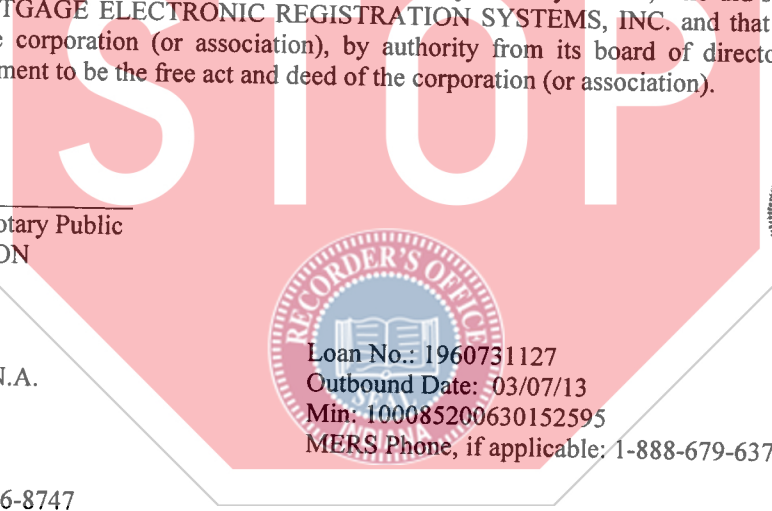 TGAGE ELECTRONIC REGISTRATION SYSTEMS, INC. and that
corporation (or association), by authority from its board of directo
ment to be the free act and deed of the corporation (or association).
STOP
otary Public
ON
RECORDER'S OFFICE
SEAL
INDIANA
Loan No.: 1960731127
N.A.
Outbound Date: 03/07/13
Min: 100085200630152595
MERS Phone, if applicable: 1-888-679-637
6-8747